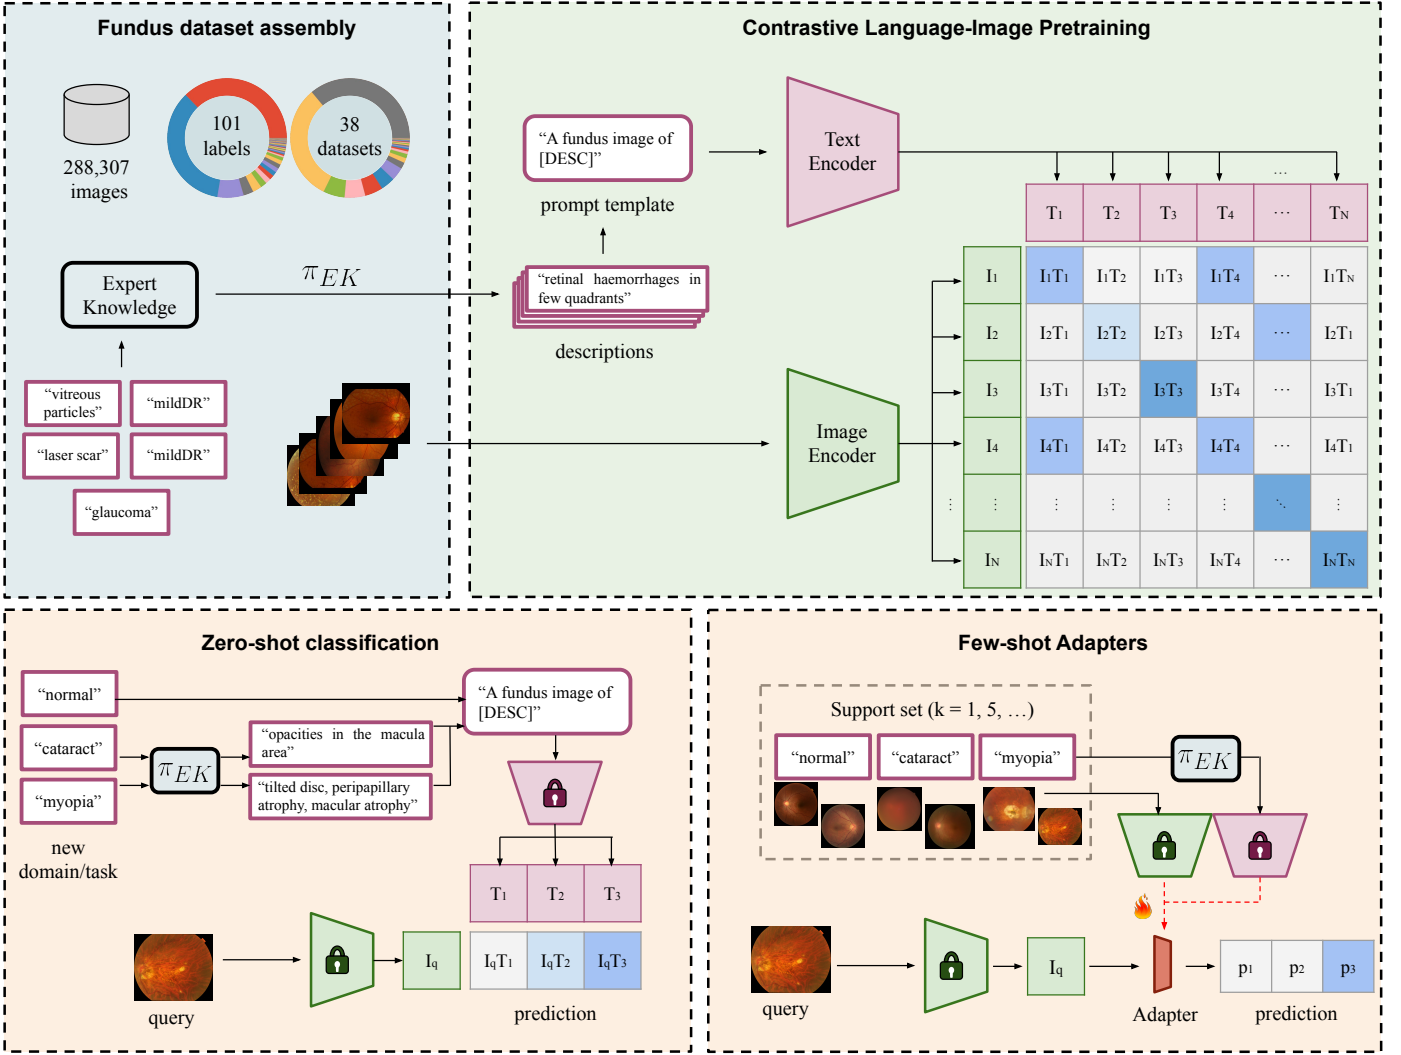 Fundus dataset assembly
288,307
images
101
labels
38
datasets
Expert
Knowledge
π_EK
“vitreous
particles”
“mildDR”
“laser scar”
“mildDR”
“glaucoma”
Contrastive Language-Image Pretraining
“A fundus image of
[DESC]”
prompt template
“retinal haemorrhages in
few quadrants”
descriptions
Text
Encoder
Image
Encoder
...
T1 T2 T3 T4 ... TN
I1 I1T1 I1T2 I1T3 I1T4 ... I1TN
I2 I2T1 I2T2 I2T3 I2T4 ... I2T1
I3 I3T1 I3T2 I3T3 I3T4 ... I3T1
I4 I4T1 I4T2 I4T3 I4T4 ... I4T1
⋮ ⋮ ⋮ ⋮ ⋮ ⋮ ⋱ ⋮
IN INT1 INT2 INT3 INT4 ... INTN
Zero-shot classification
“normal”
“cataract”
“myopia”
new
domain/task
π_EK
“opacities in the macula
area”
“tilted disc, peripapillary
atrophy, macular atrophy”
“A fundus image of
[DESC]”
T1 T2 T3
Iq IqT1 IqT2 IqT3
query
prediction
Few-shot Adapters
Support set (k = 1, 5, …)
“normal” “cataract” “myopia”
π_EK
query
Iq
Adapter
p1 p2 p3
prediction